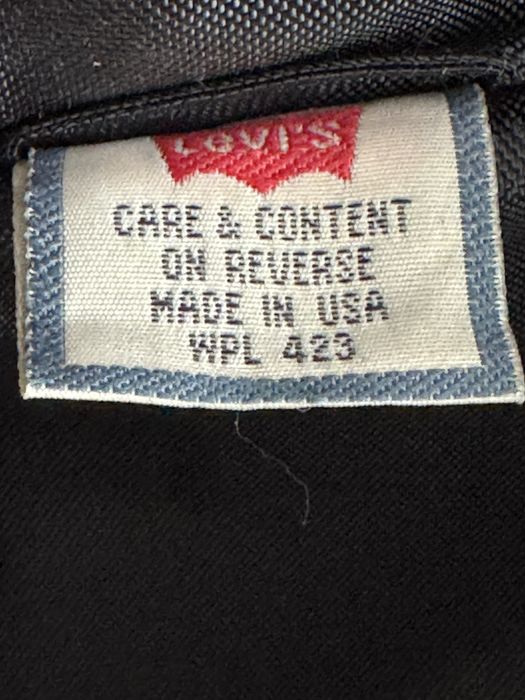 LEVI'S
CARE & CONTENT
ON REVERSE
MADE IN USA
WPL 423